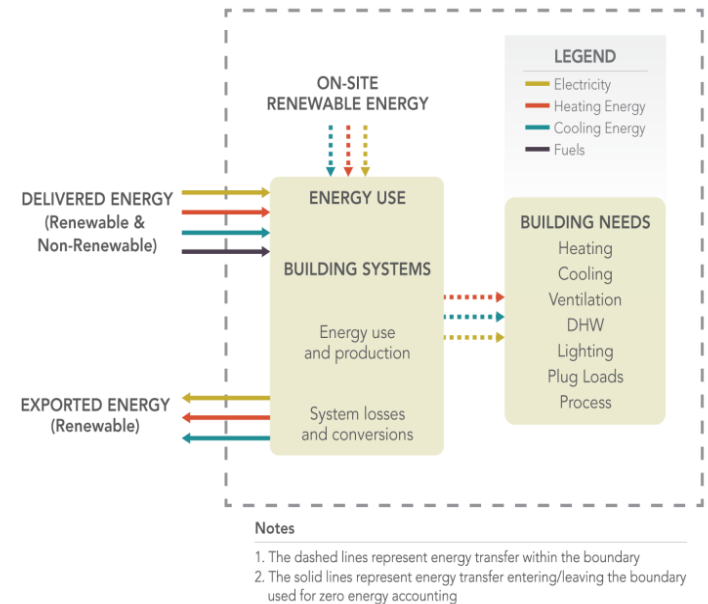 LEGEND
Electricity
Heating Energy
Cooling Energy
Fuels
ON-SITE
RENEWABLE ENERGY
DELIVERED ENERGY
(Renewable &
Non-Renewable)
ENERGY USE
BUILDING SYSTEMS
Energy use
and production
System losses
and conversions
BUILDING NEEDS
Heating
Cooling
Ventilation
DHW
Lighting
Plug Loads
Process
EXPORTED ENERGY
(Renewable)
Notes
1. The dashed lines represent energy transfer within the boundary
2. The solid lines represent energy transfer entering/leaving the boundary
used for zero energy accounting